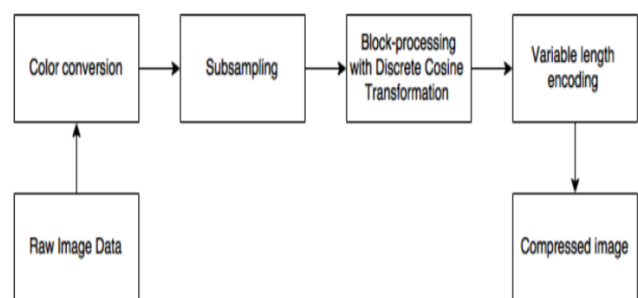 Color conversion
Subsampling
Block-processing
with Discrete Cosine
Transformation
Variable length
encoding
Raw Image Data
Compressed image